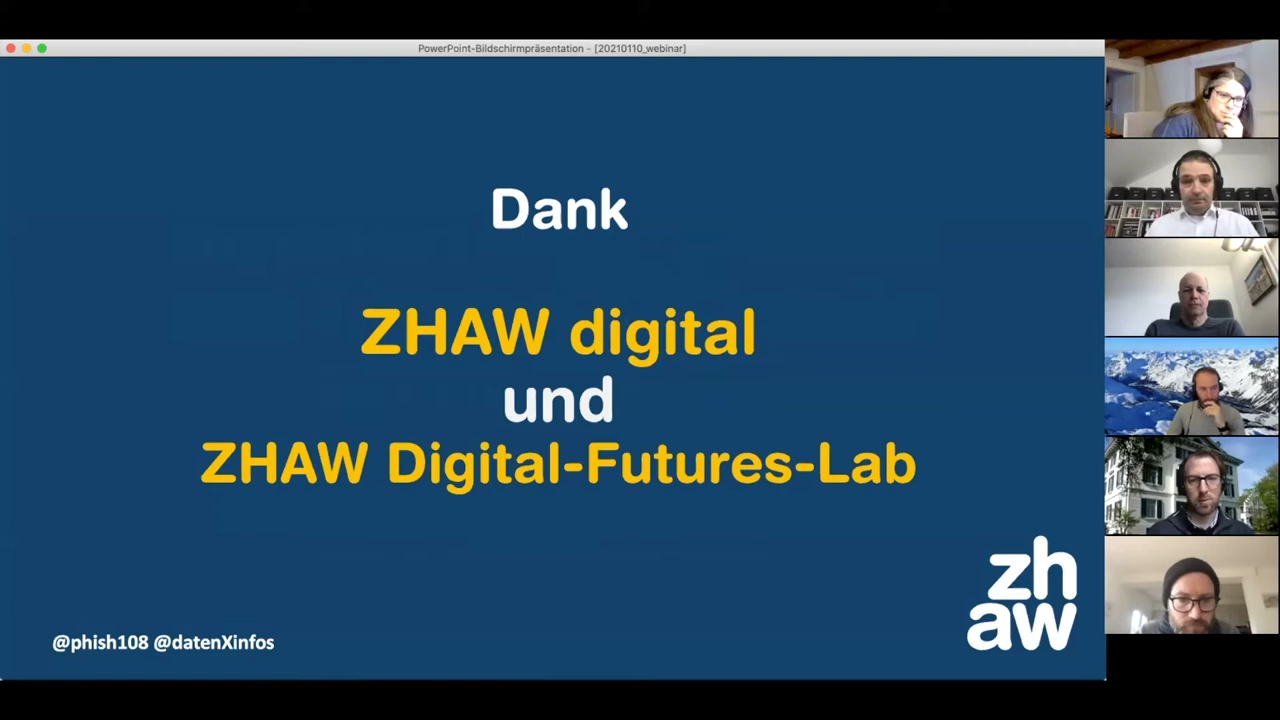 PowerPoint-Bildschirmpräsentation - [20210110_webinar]
Dank
ZHAW digital
und
ZHAW Digital-Futures-Lab
zh
aw
@phish108 @datenXinfos